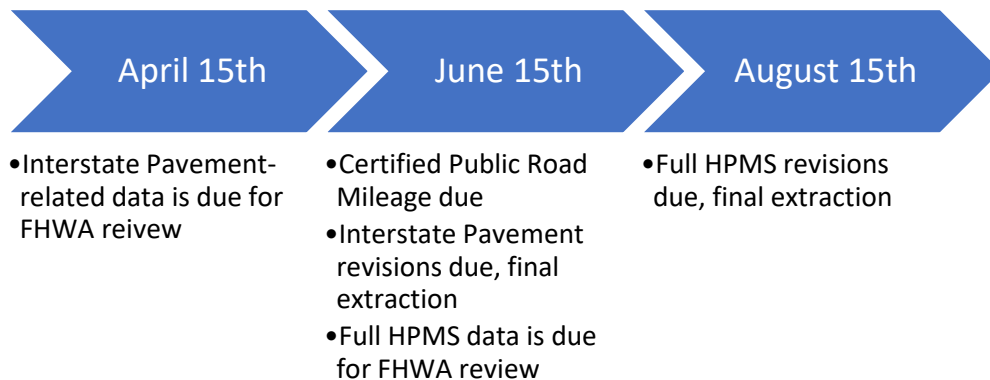 April 15th
•Interstate Pavement-
related data is due for
FHWA reivew
June 15th
•Certified Public Road
Mileage due
•Interstate Pavement
revisions due, final
extraction
•Full HPMS data is due
for FHWA review
August 15th
•Full HPMS revisions
due, final extraction